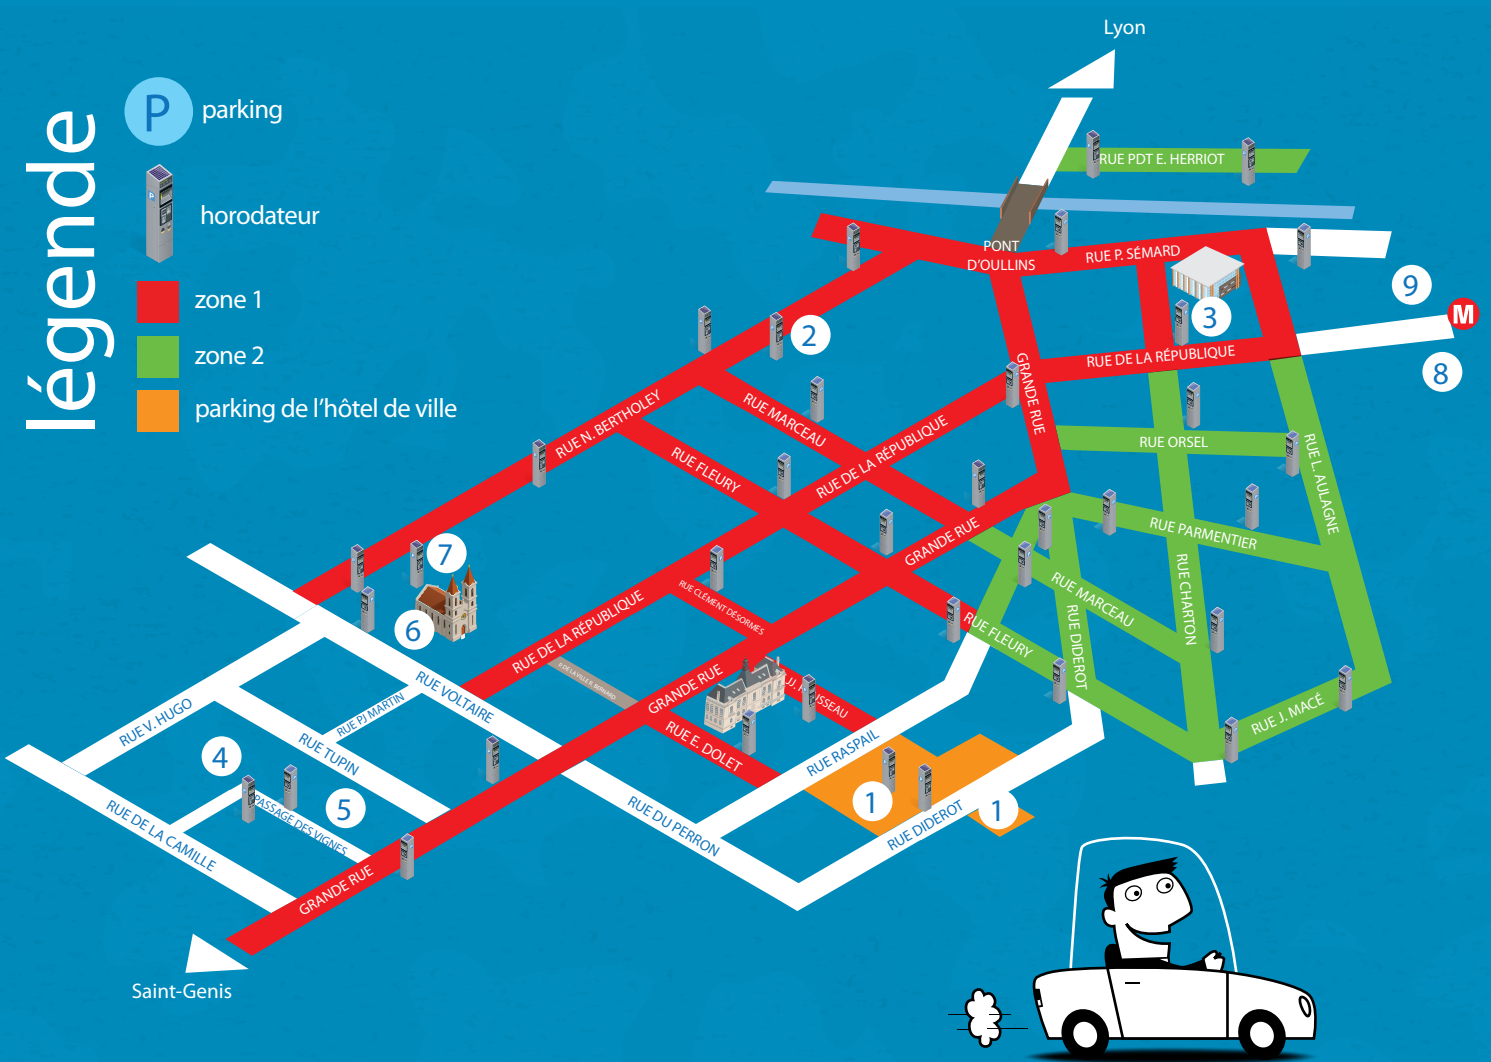 légende
P parking
horodateur
zone 1
zone 2
parking de l'hôtel de ville
Lyon
RUE PDT E. HERRIOT
PONT
D'OULLINS
RUE P. SÉMARD
9
M
3
2
8
RUE DE LA RÉPUBLIQUE
GRANDE RUE
RUE N. BERTHOLEY
RUE MARCEAU
RUE DE LA RÉPUBLIQUE
RUE ORSEL
RUE L. AULAGNE
RUE FLEURY
GRANDE RUE
RUE PARMENTIER
7
6
RUE CLÉMENT DÉSORMES
RUE MARCEAU
RUE CHARTON
RUE DIDEROT
RUE FLEURY
RUE DE LA RÉPUBLIQUE
RUE VOLTAIRE
GRANDE RUE
RUE PJ MARTIN
RUE V. HUGO
RUE TUPIN
RUE E. DOLET
RUE RASPAIL
RUE J. MACÉ
4
5
PASSAGE DES VIGNES
RUE DE LA CAMILLE
RUE DU PERRON
1
1
RUE DIDEROT
GRANDE RUE
Saint-Genis